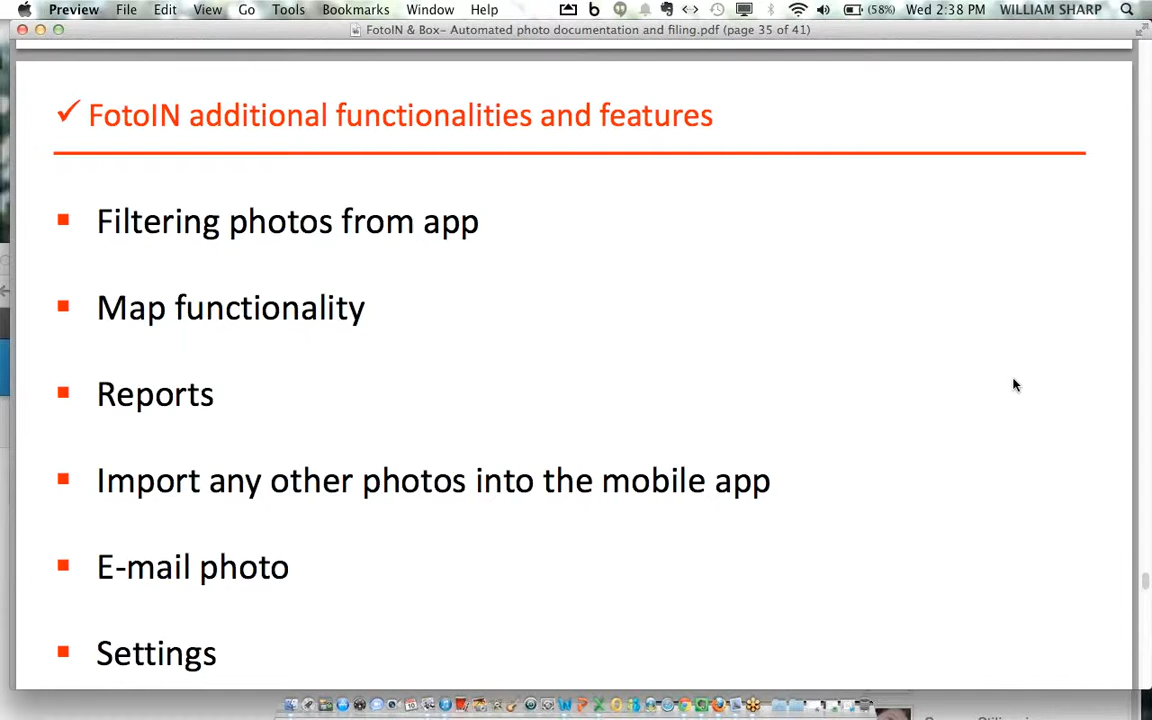 Preview File Edit View Go Tools Bookmarks Window Help (58%) Wed 2:38 PM WILLIAM SHARP
FotoIN & Box– Automated photo documentation and filing.pdf (page 35 of 41)
✓ FotoIN additional functionalities and features
▪ Filtering photos from app
▪ Map functionality
▪ Reports
▪ Import any other photos into the mobile app
▪ E-mail photo
▪ Settings